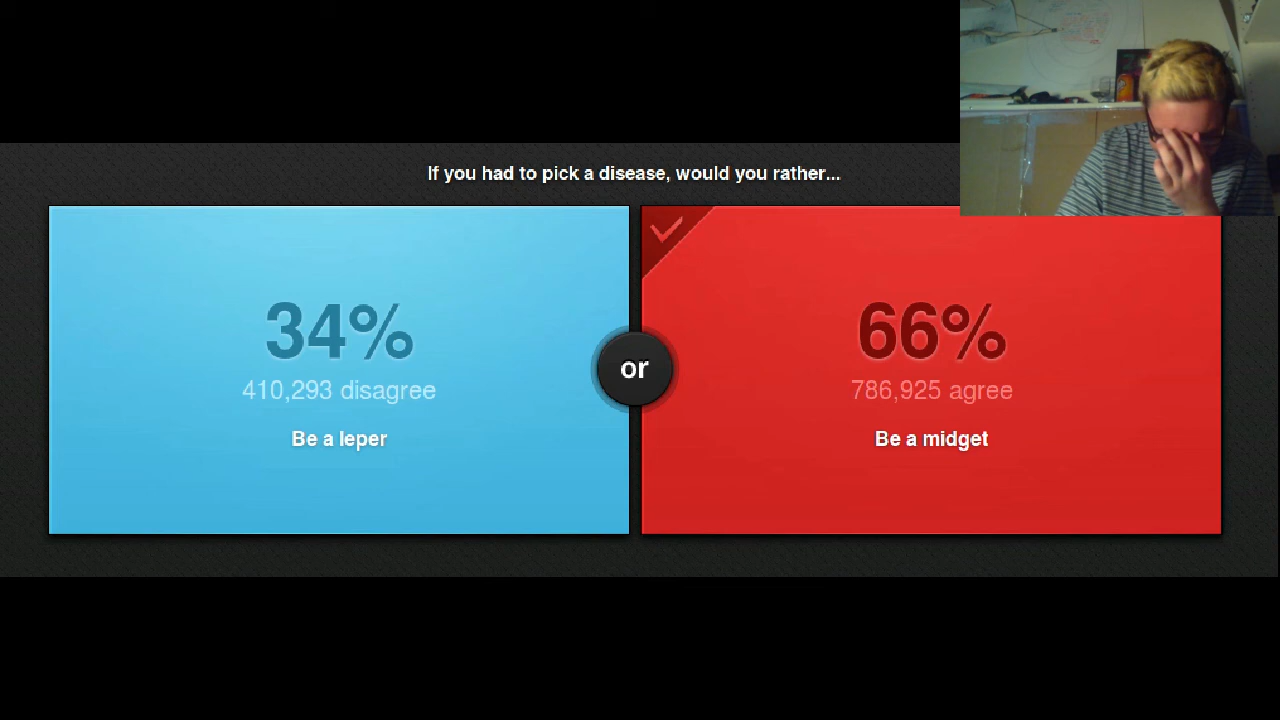 If you had to pick a disease, would you rather...
34%
410,293 disagree
Be a leper
or
66%
786,925 agree
Be a midget